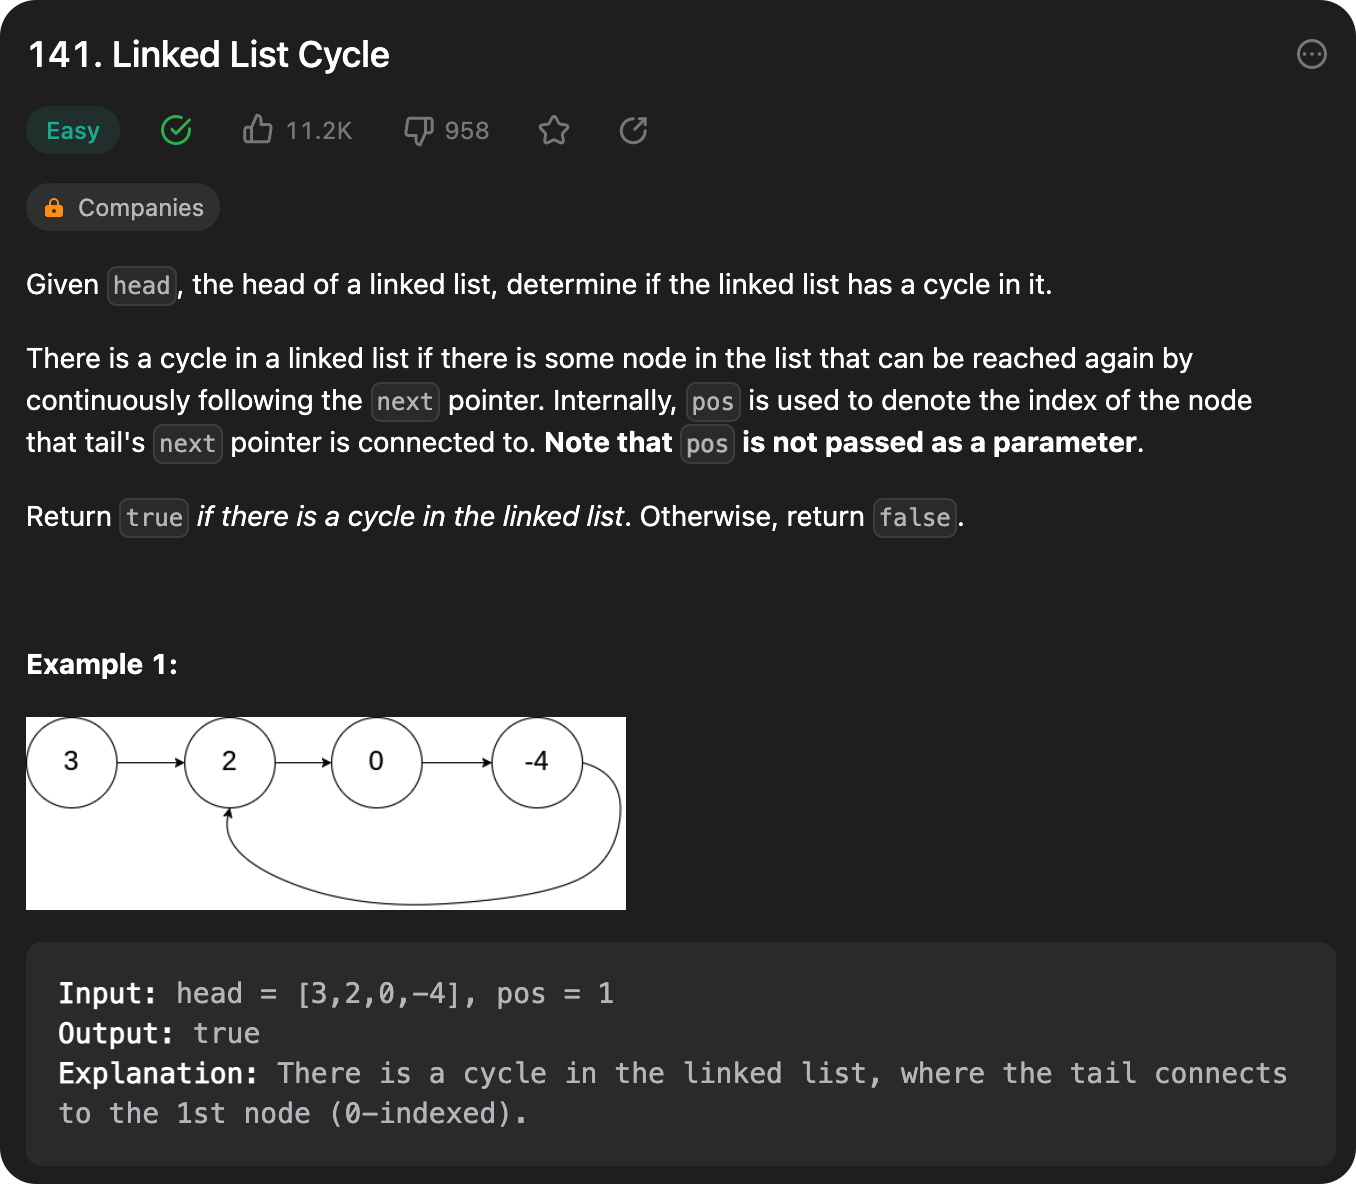 141. Linked List Cycle
Easy 11.2K 958
Companies
Given head, the head of a linked list, determine if the linked list has a cycle in it.
There is a cycle in a linked list if there is some node in the list that can be reached again by
continuously following the next pointer. Internally, pos is used to denote the index of the node
that tail's next pointer is connected to. Note that pos is not passed as a parameter.
Return true if there is a cycle in the linked list. Otherwise, return false.
Example 1:
3 2 0 -4
Input: head = [3,2,0,-4], pos = 1
Output: true
Explanation: There is a cycle in the linked list, where the tail connects
to the 1st node (0-indexed).